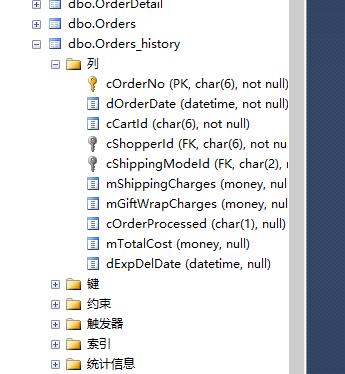 dbo.OrderDetail
dbo.Orders
dbo.Orders_history
列
cOrderNo (PK, char(6), not null)
dOrderDate (datetime, not null)
cCartId (char(6), not null)
cShopperId (FK, char(6), not null)
cShippingModeId (FK, char(2), n
mShippingCharges (money, nul
mGiftWrapCharges (money, nul
cOrderProcessed (char(1), null)
mTotalCost (money, null)
dExpDelDate (datetime, null)
键
约束
触发器
索引
统计信息